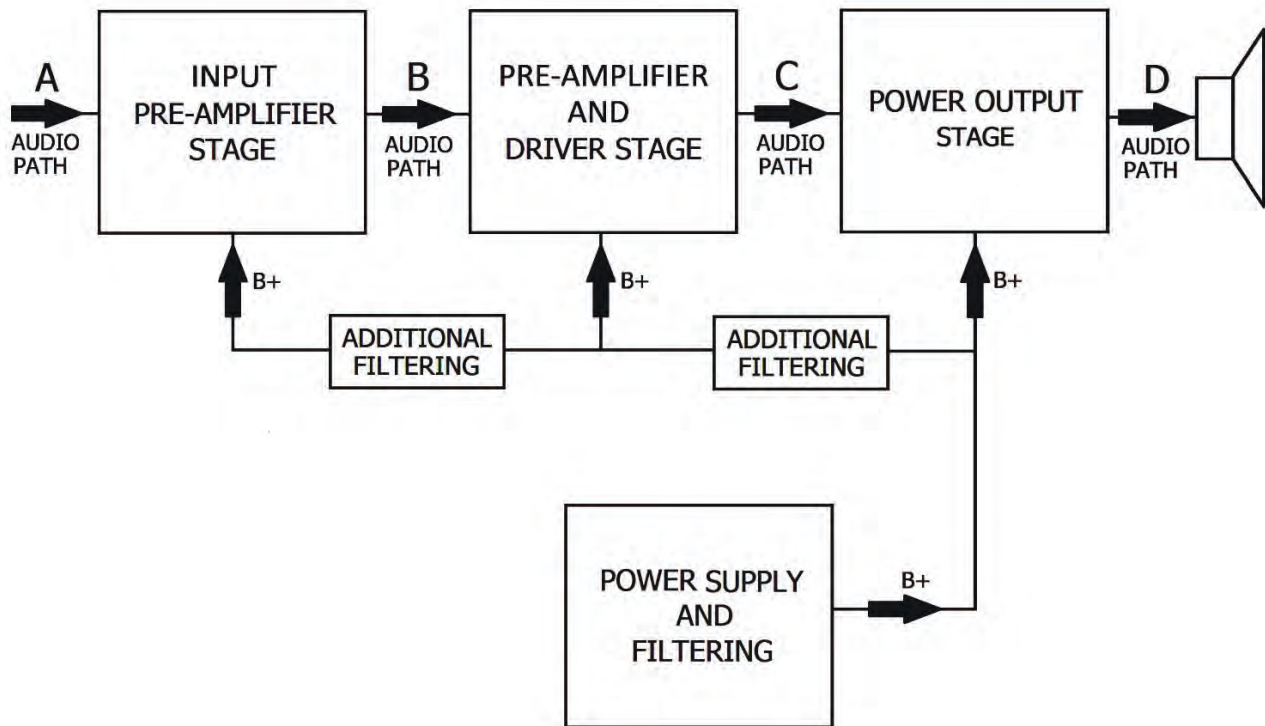 A
AUDIO
PATH
INPUT
PRE-AMPLIFIER
STAGE
B
AUDIO
PATH
PRE-AMPLIFIER
AND
DRIVER STAGE
C
AUDIO
PATH
POWER OUTPUT
STAGE
D
AUDIO
PATH
B+
B+
B+
ADDITIONAL
FILTERING
ADDITIONAL
FILTERING
POWER SUPPLY
AND
FILTERING
B+